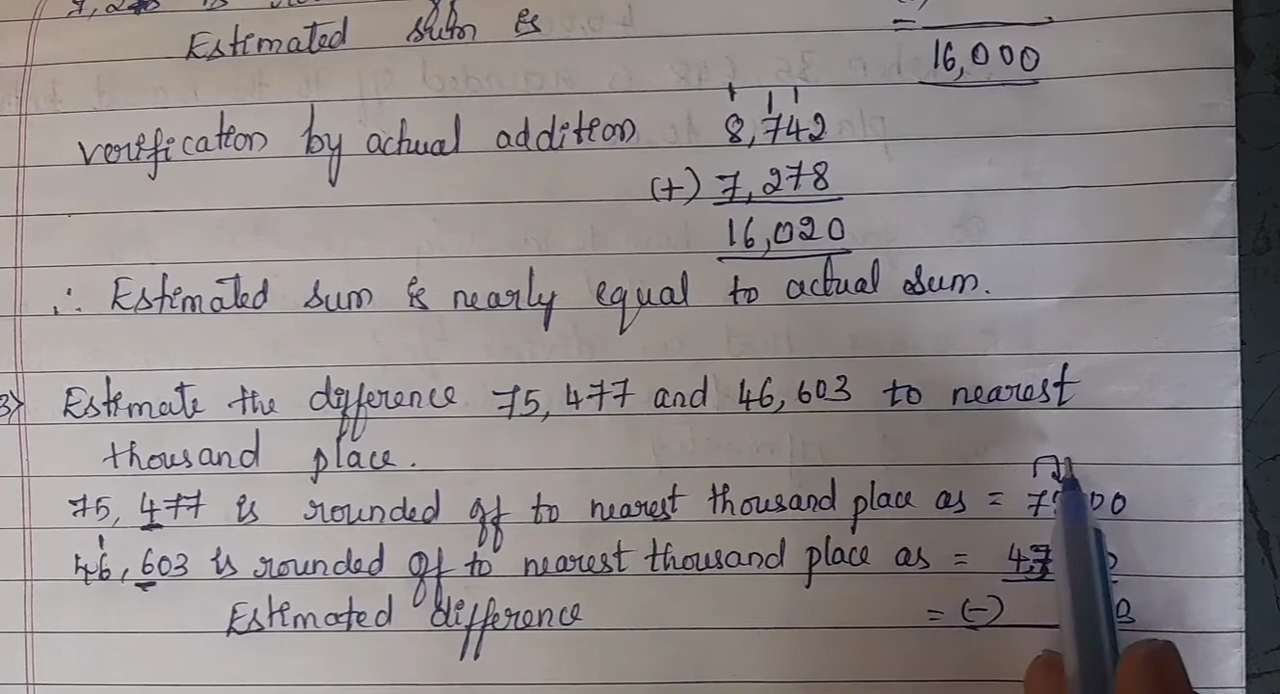 Estimated sum is =
16,000
verification by actual addition 8,742
(+) 7,278
16,020
∴ Estimated sum is nearly equal to actual sum.
3) Estimate the difference 75,477 and 46,603 to nearest
thousand place.
75,477 is rounded off to nearest thousand place as =
46,603 is rounded off to nearest thousand place as =
Estimated difference = (-)